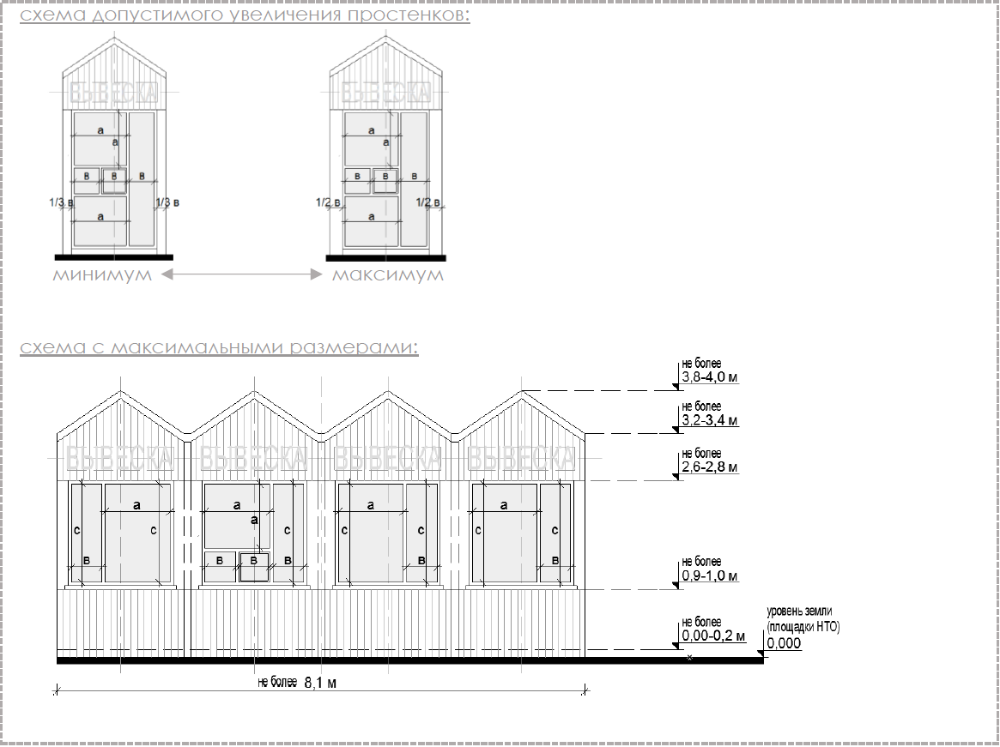 схема допустимого увеличения простенков:
ВЫВЕСКА
ВЫВЕСКА
а
а
а
а
в
в
в
в
в
в
1/3 в
1/3 в
1/2 в
1/2 в
а
а
минимум
максимум
схема с максимальными размерами:
не более
3,8-4,0 м
не более
3,2-3,4 м
ВЫВЕСКА
ВЫВЕСКА
ВЫВЕСКА
ВЫВЕСКА
не более
2,6-2,8 м
а
а
а
а
а
с
с
с
с
с
с
с
в
в
в
в
в
в
не более
0,9-1,0 м
не более
0,00-0,2 м
уровень земли
(площадки НТО)
0,000
не более 8,1 м